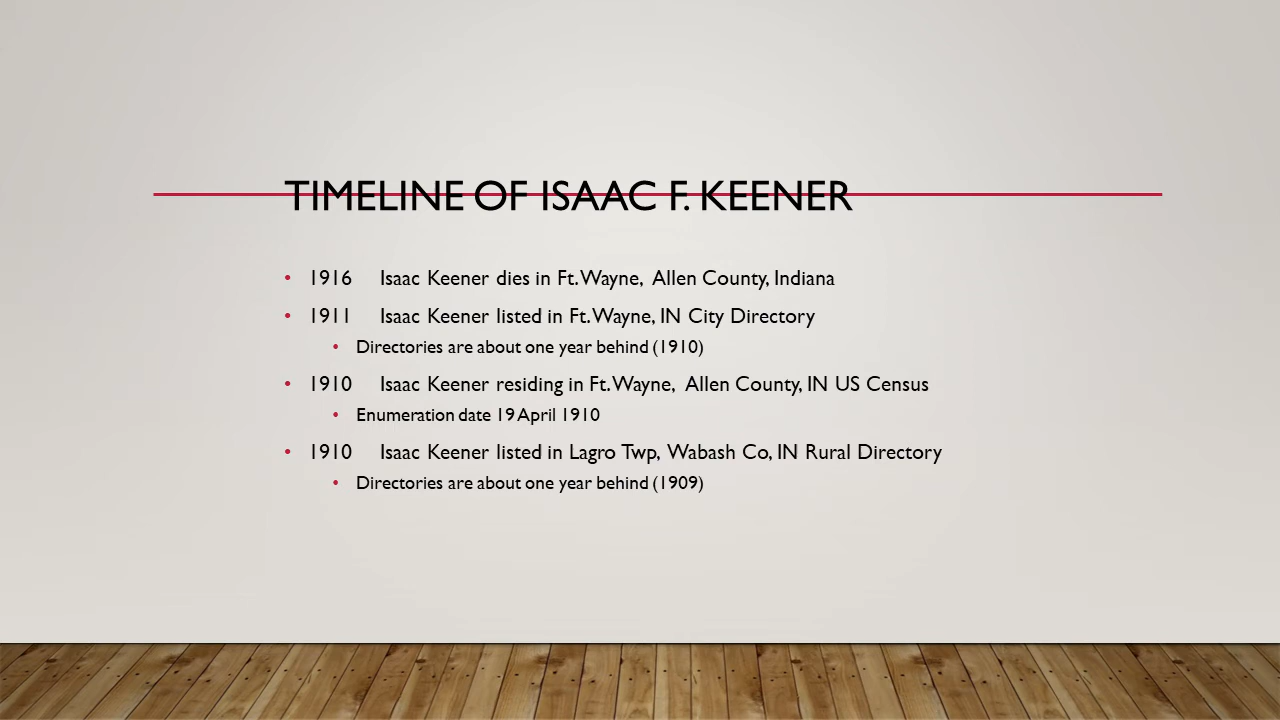 TIMELINE OF ISAAC F. KEENER
• 1916 Isaac Keener dies in Ft. Wayne, Allen County, Indiana
• 1911 Isaac Keener listed in Ft. Wayne, IN City Directory
• Directories are about one year behind (1910)
• 1910 Isaac Keener residing in Ft. Wayne, Allen County, IN US Census
• Enumeration date 19 April 1910
• 1910 Isaac Keener listed in Lagro Twp, Wabash Co, IN Rural Directory
• Directories are about one year behind (1909)